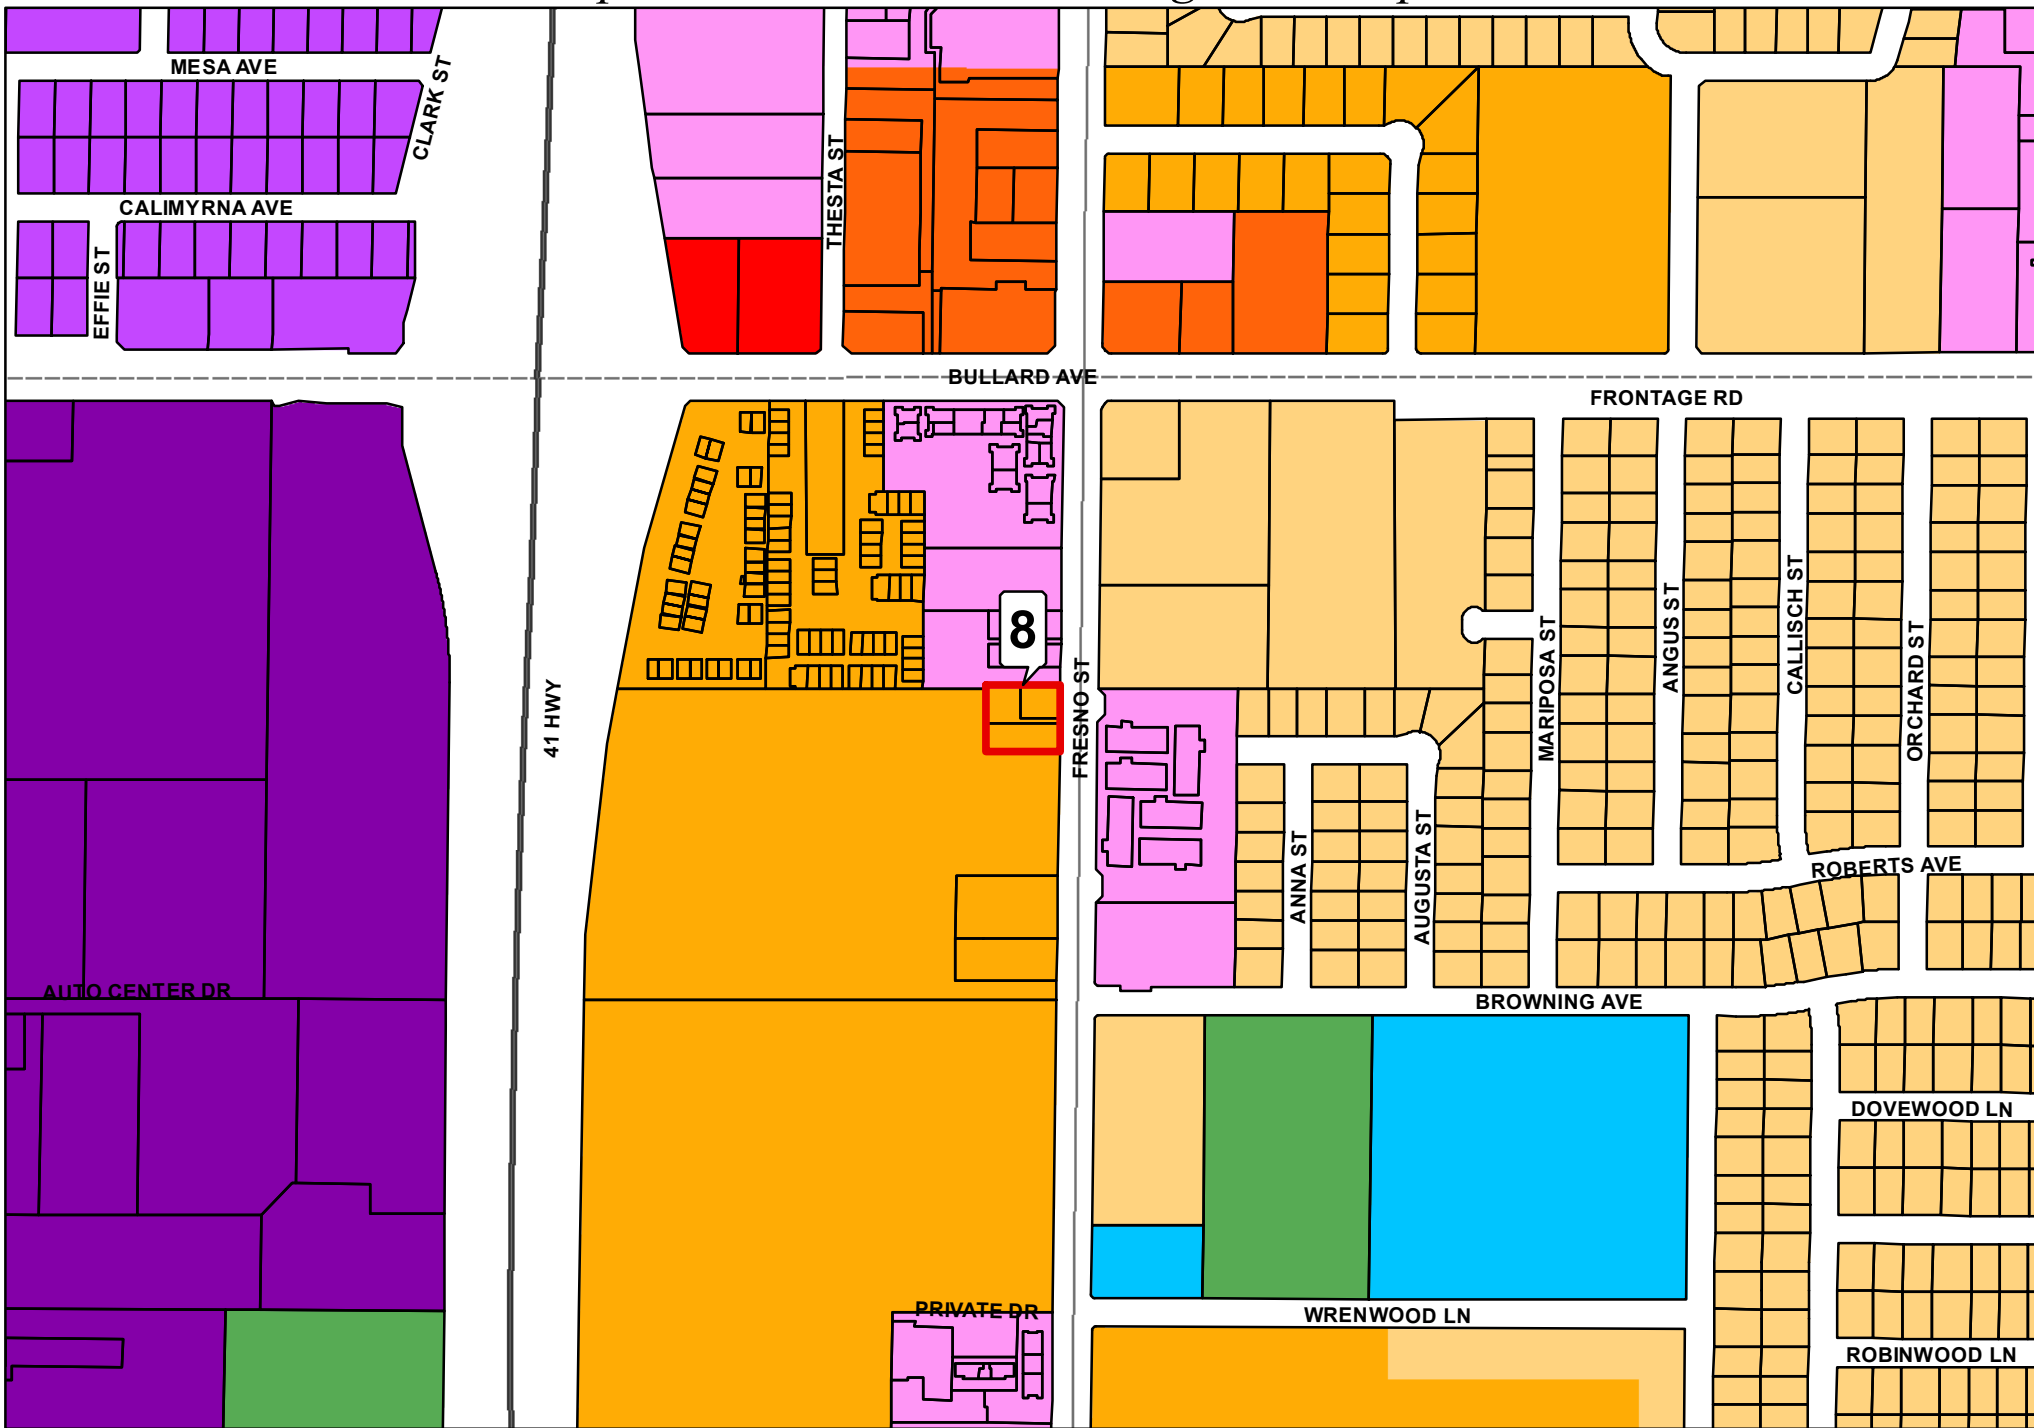 MESA AVE
CLARK ST
THESTA ST
CALIMYRNA AVE
EFFIE ST
BULLARD AVE
FRONTAGE RD
8
41 HWY
FRESNO ST
MARIPOSA ST
ANGUS ST
CALLISCH ST
ORCHARD ST
ANNA ST
AUGUSTA ST
ROBERTS AVE
AUTO CENTER DR
BROWNING AVE
DOVEWOOD LN
PRIVATE DR
WRENWOOD LN
ROBINWOOD LN